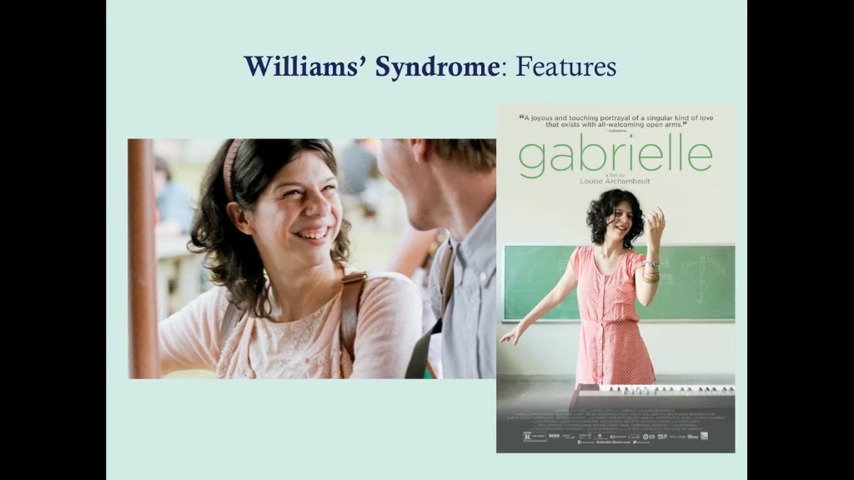 Williams’ Syndrome: Features
"A joyous and touching portrayal of a singular kind of love
that exists with all-welcoming open arms."
gabrielle
a film by
Louise Archambault